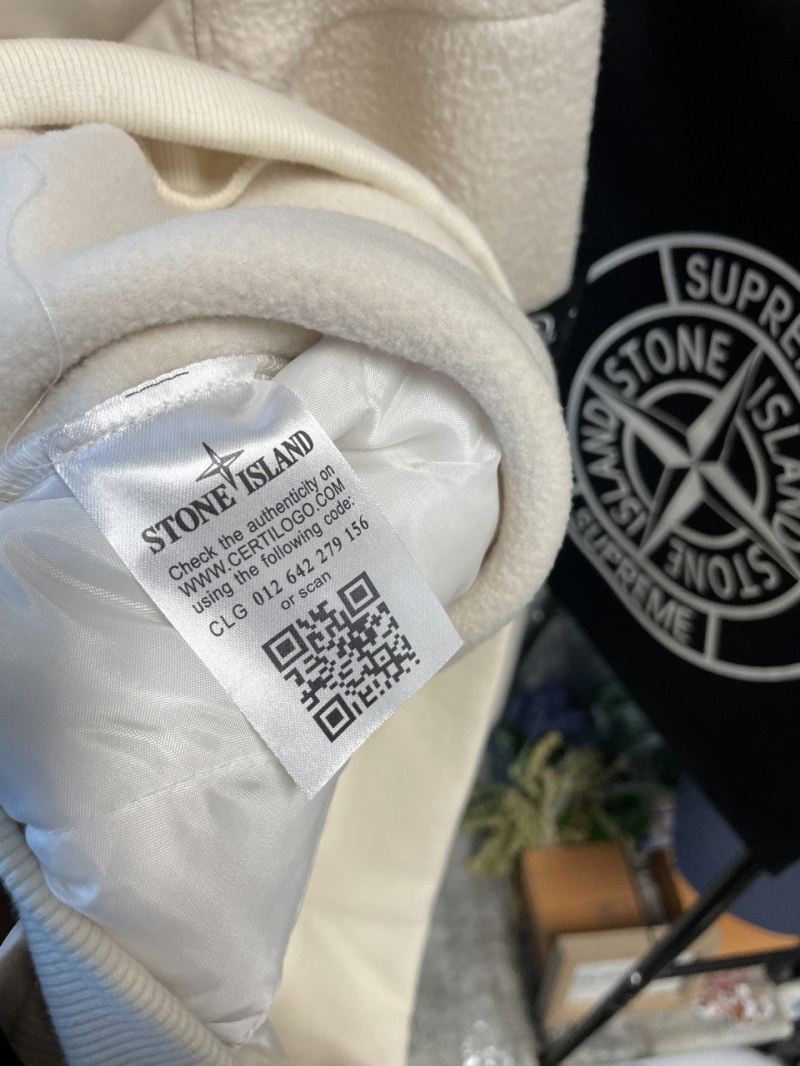 STONE ISLAND
Check the authenticity on
WWW.CERTILOGO.COM
using the following code:
CLG 012 642 279 156
or scan
SUPREME
STONE ISLAND
STONE ISLAND
SUPREME